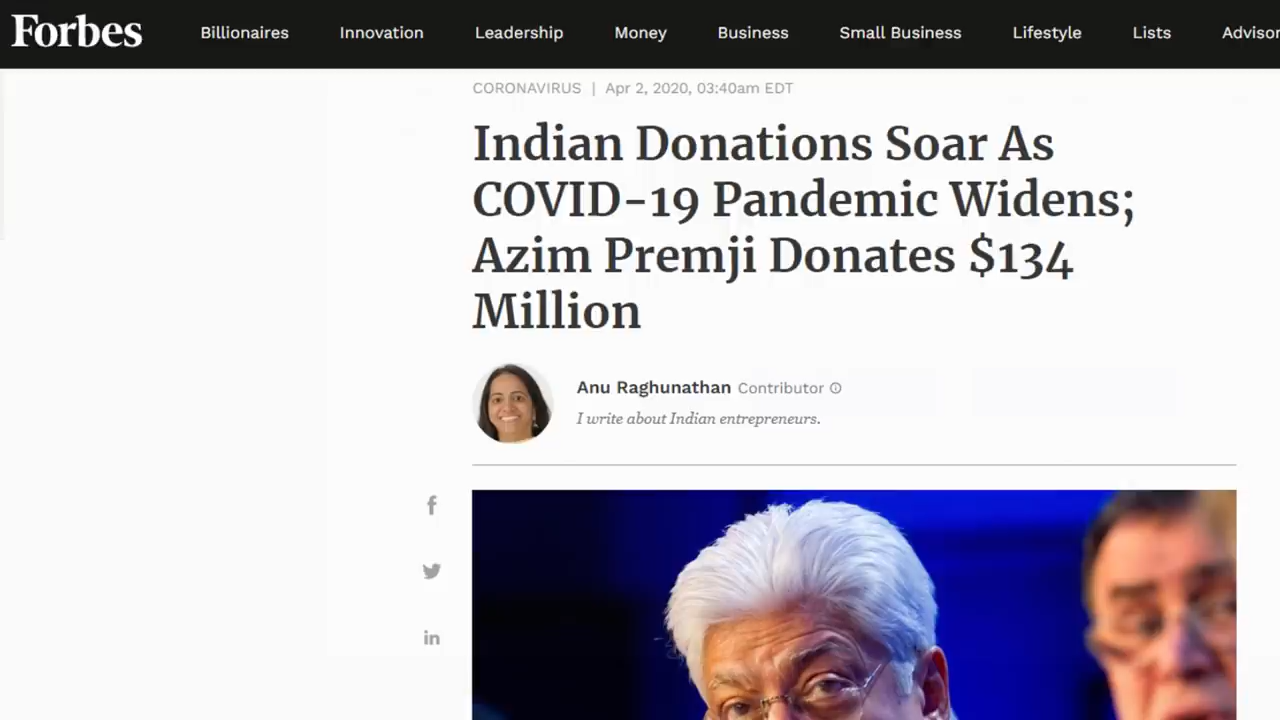 Forbes Billionaires Innovation Leadership Money Business Small Business Lifestyle Lists Advisor
CORONAVIRUS | Apr 2, 2020, 03:40am EDT
Indian Donations Soar As
COVID-19 Pandemic Widens;
Azim Premji Donates $134
Million
Anu Raghunathan Contributor
I write about Indian entrepreneurs.